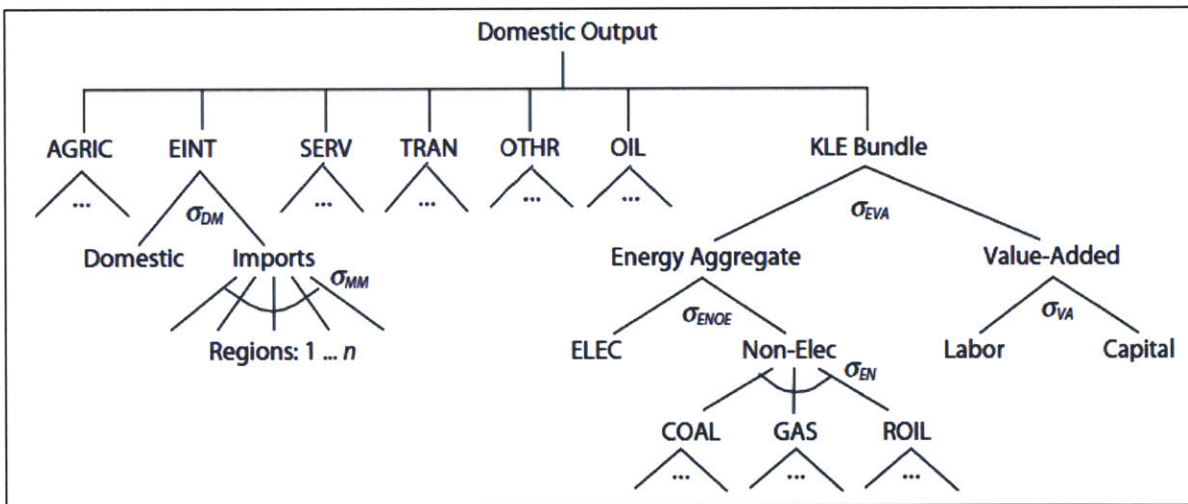 Domestic Output
AGRIC EINT SERV TRAN OTHR OIL KLE Bundle
... σDM ... ... ... ... σEVA
Domestic Imports Energy Aggregate Value-Added
σMM σENOE σVA
Regions: 1 ... n ELEC Non-Elec Labor Capital
σEN
COAL GAS ROIL
... ... ...